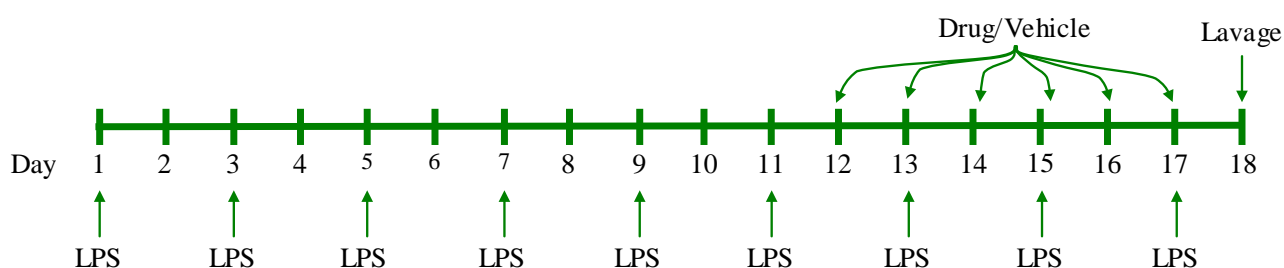 Drug/Vehicle Lavage
Day 1 2 3 4 5 6 7 8 9 10 11 12 13 14 15 16 17 18
LPS LPS LPS LPS LPS LPS LPS LPS LPS